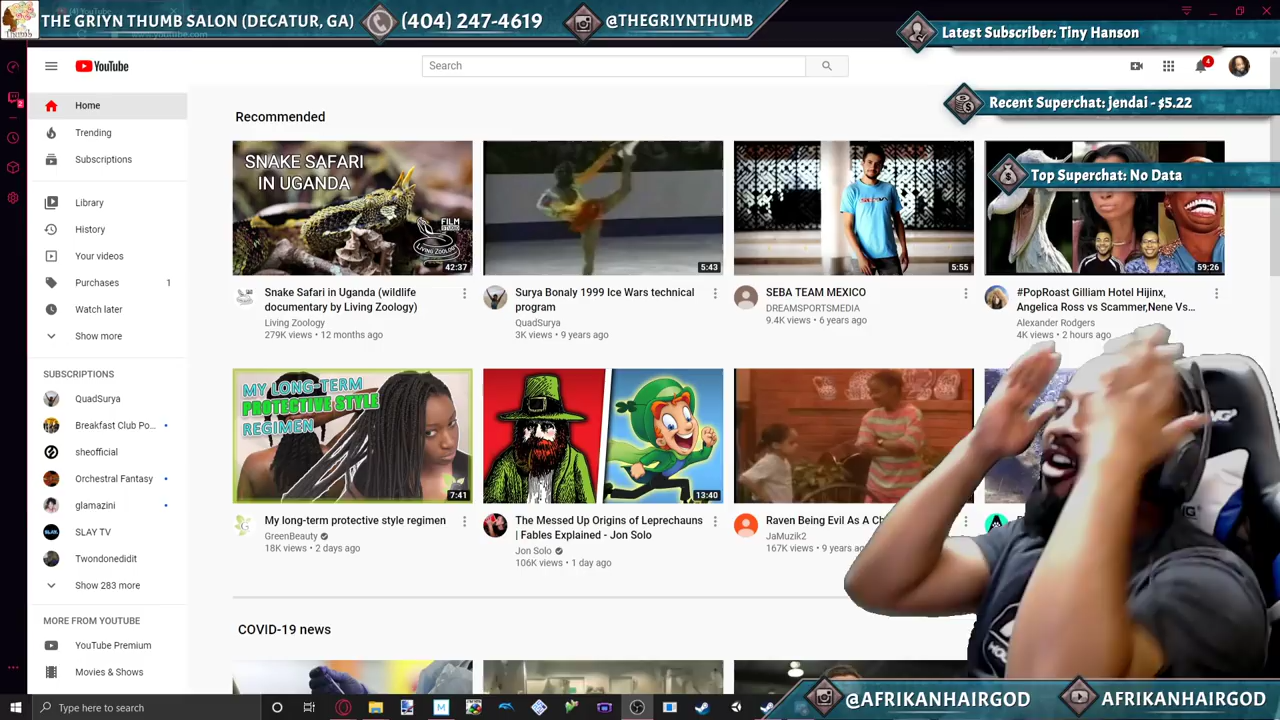 THE GRIYN THUMB SALON (DECATUR, GA)
(404) 247-4619
@THEGRIYNTHUMB
Thumb
Latest Subscriber: Tiny Hanson
YouTube
Search
4
Recent Superchat: jendai - $5.22
Top Superchat: No Data
2
Home
Trending
Subscriptions
Library
History
Your videos
Purchases 1
Watch later
Show more
SUBSCRIPTIONS
QuadSurya
Breakfast Club Po...
sheofficial
Orchestral Fantasy
glamazini
SLAY TV
Twondonedidit
Show 283 more
MORE FROM YOUTUBE
YouTube Premium
Movies & Shows
Recommended
SNAKE SAFARI
IN UGANDA
FILM
STUDIO
LIVING ZOOLOGY
42:37
Snake Safari in Uganda (wildlife
documentary by Living Zoology)
Living Zoology
279K views • 12 months ago
5:43
Surya Bonaly 1999 Ice Wars technical
program
QuadSurya
3K views • 9 years ago
5:55
SEBA TEAM MEXICO
DREAMSPORTSMEDIA
9.4K views • 6 years ago
59:26
#PopRoast Gilliam Hotel Hijinx,
Angelica Ross vs Scammer,Nene Vs...
Alexander Rodgers
4K views • 2 hours ago
MY LONG-TERM
PROTECTIVE STYLE
REGIMEN
7:41
My long-term protective style regimen
GreenBeauty
18K views • 2 days ago
13:40
The Messed Up Origins of Leprechauns
| Fables Explained - Jon Solo
Jon Solo
106K views • 1 day ago
Raven Being Evil As A Ch
JaMuzik2
167K views • 9 years ago
COVID-19 news
Type here to search
@AFRIKANHAIRGOD
AFRIKANHAIRGOD